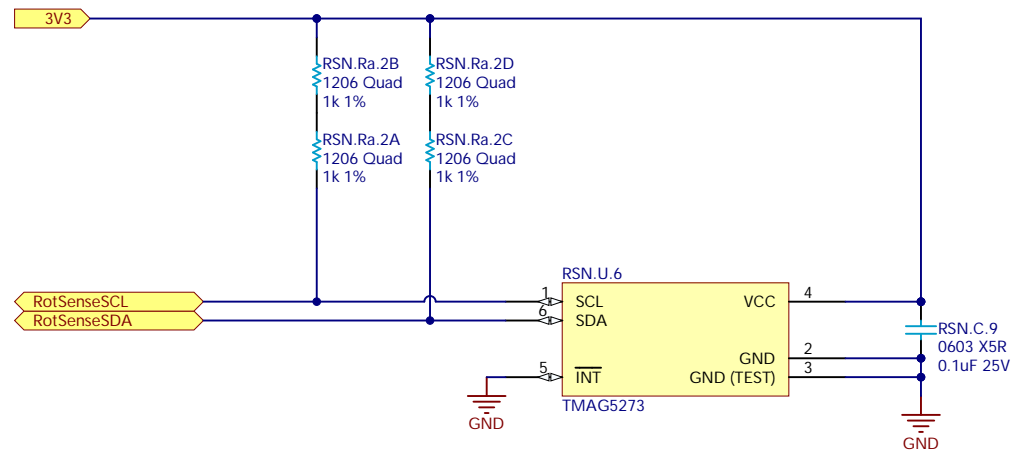 3V3
RSN.Ra.2B
1206 Quad
1k 1%
RSN.Ra.2D
1206 Quad
1k 1%
RSN.Ra.2A
1206 Quad
1k 1%
RSN.Ra.2C
1206 Quad
1k 1%
RSN.U.6
RotSenseSCL
1
SCL
VCC
4
RotSenseSDA
6
SDA
RSN.C.9
0603 X5R
0.1uF 25V
GND
2
5
INT
GND (TEST)
3
TMAG5273
GND
GND